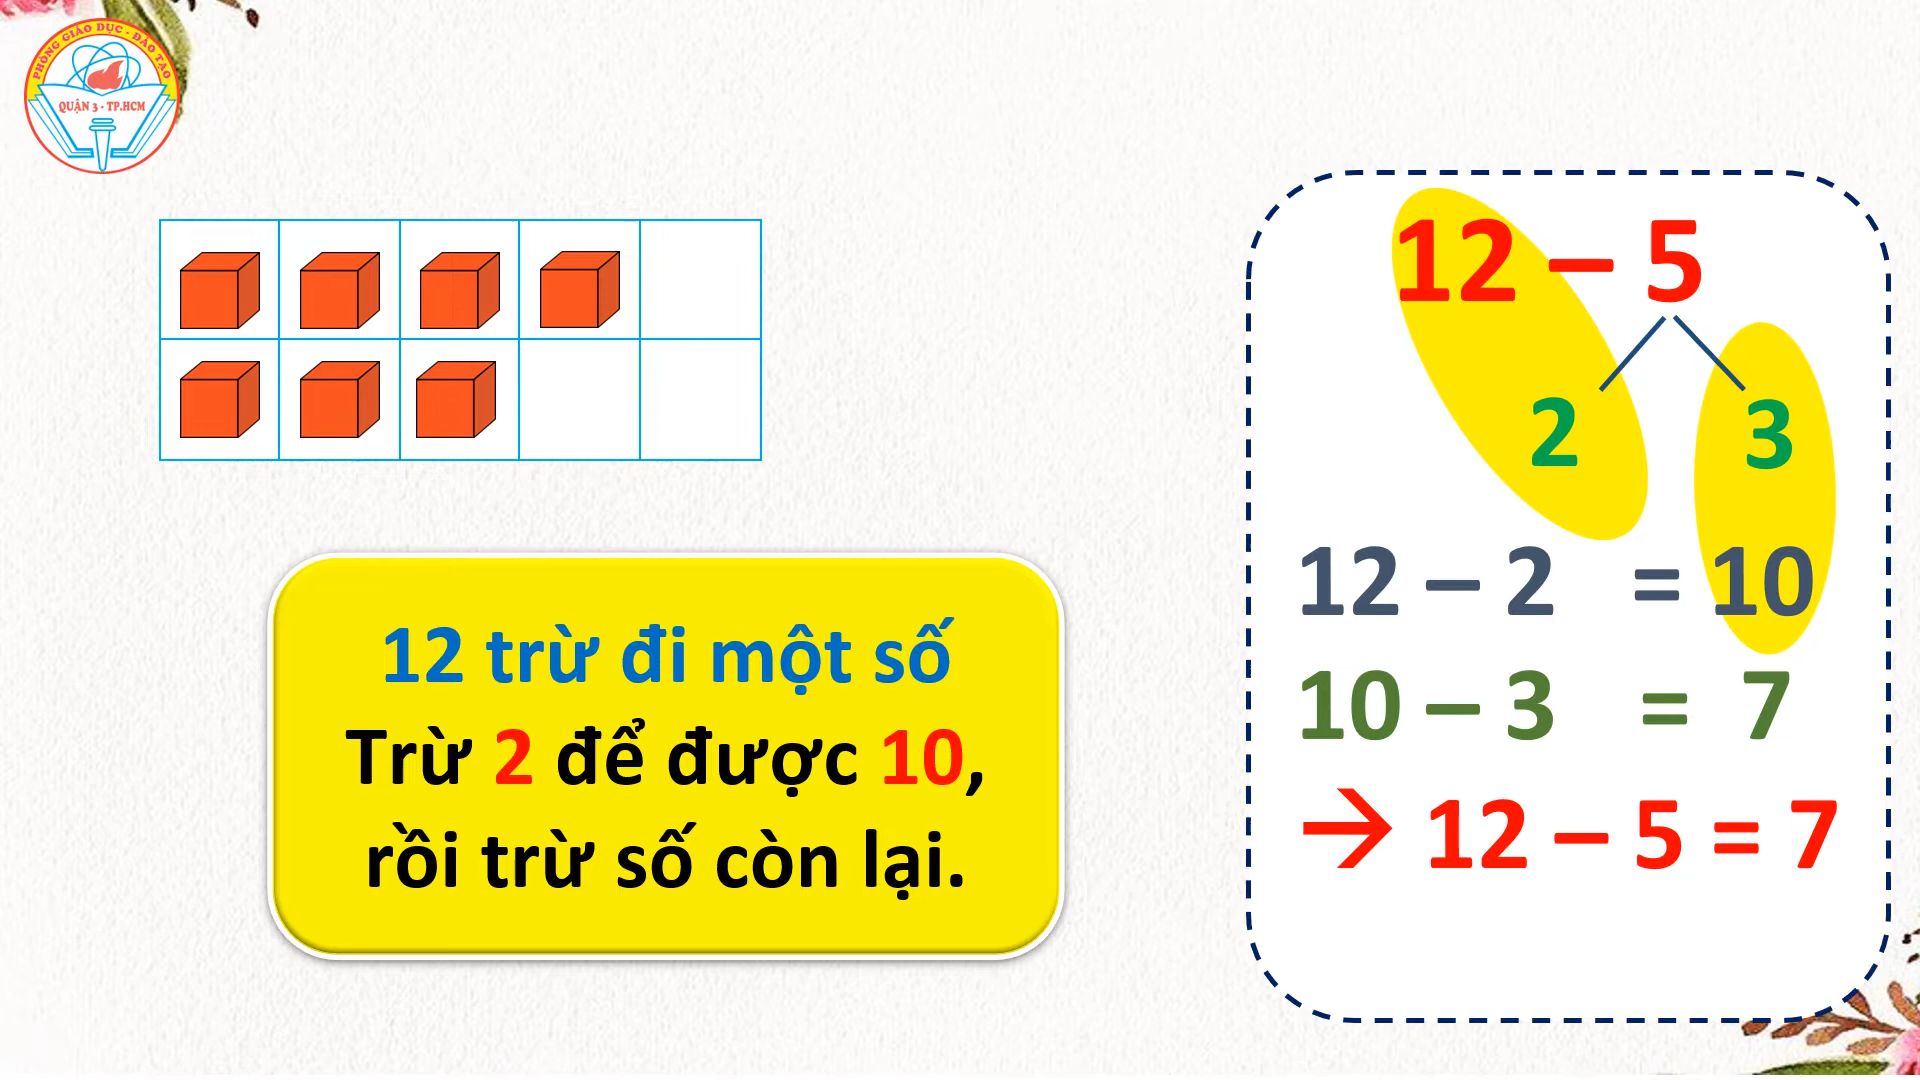 PHÒNG GIÁO DỤC - ĐÀO TẠO
QUẬN 3 - TP.HCM
12 – 5
2 3
12 – 2 = 10
10 – 3 = 7
→ 12 – 5 = 7
12 trừ đi một số
Trừ 2 để được 10,
rồi trừ số còn lại.